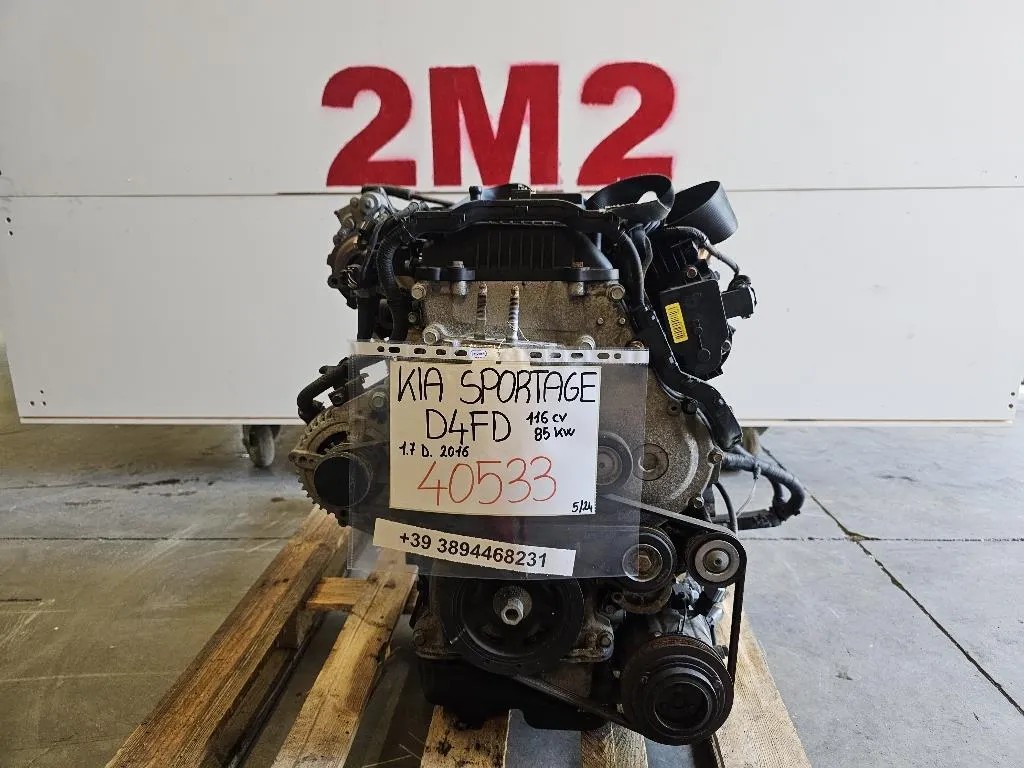 2M2
KIA SPORTAGE
D4FD 116 CV
85 KW
1.7 D. 2016
40533
5/24
+39 3894468231